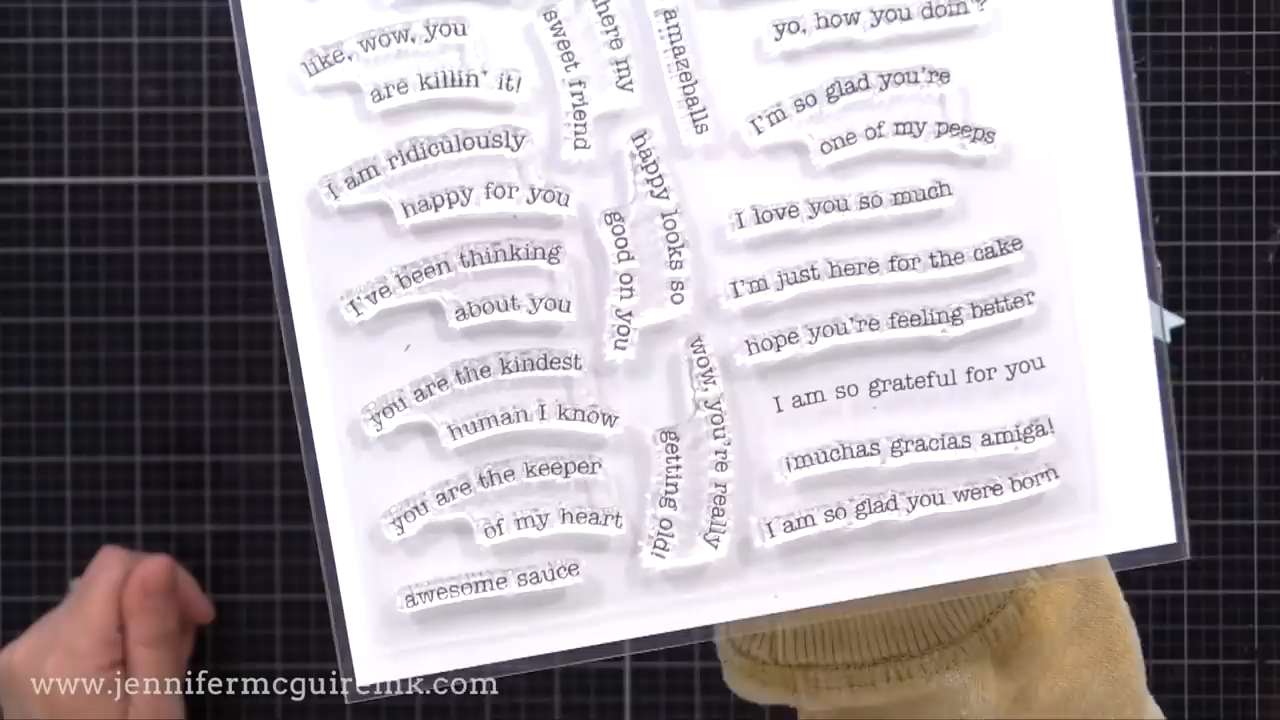 like, wow, you
are killin' it!
I am ridiculously
happy for you
I've been thinking
about you
you are the kindest
human I know
you are the keeper
of my heart
awesome sauce
sweet friend
here my
amazeballs
happy looks so
good on you
wow, you're really
getting old!
yo, how you doin'?
I'm so glad you're
one of my peeps
I love you so much
I'm just here for the cake
hope you're feeling better
I am so grateful for you
¡muchas gracias amiga!
I am so glad you were born
www.jennifermcguireink.com